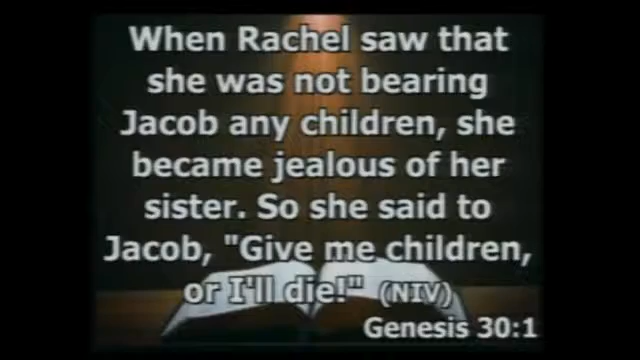 When Rachel saw that
she was not bearing
Jacob any children, she
became jealous of her
sister. So she said to
Jacob, "Give me children,
or I'll die!" (NIV)
Genesis 30:1